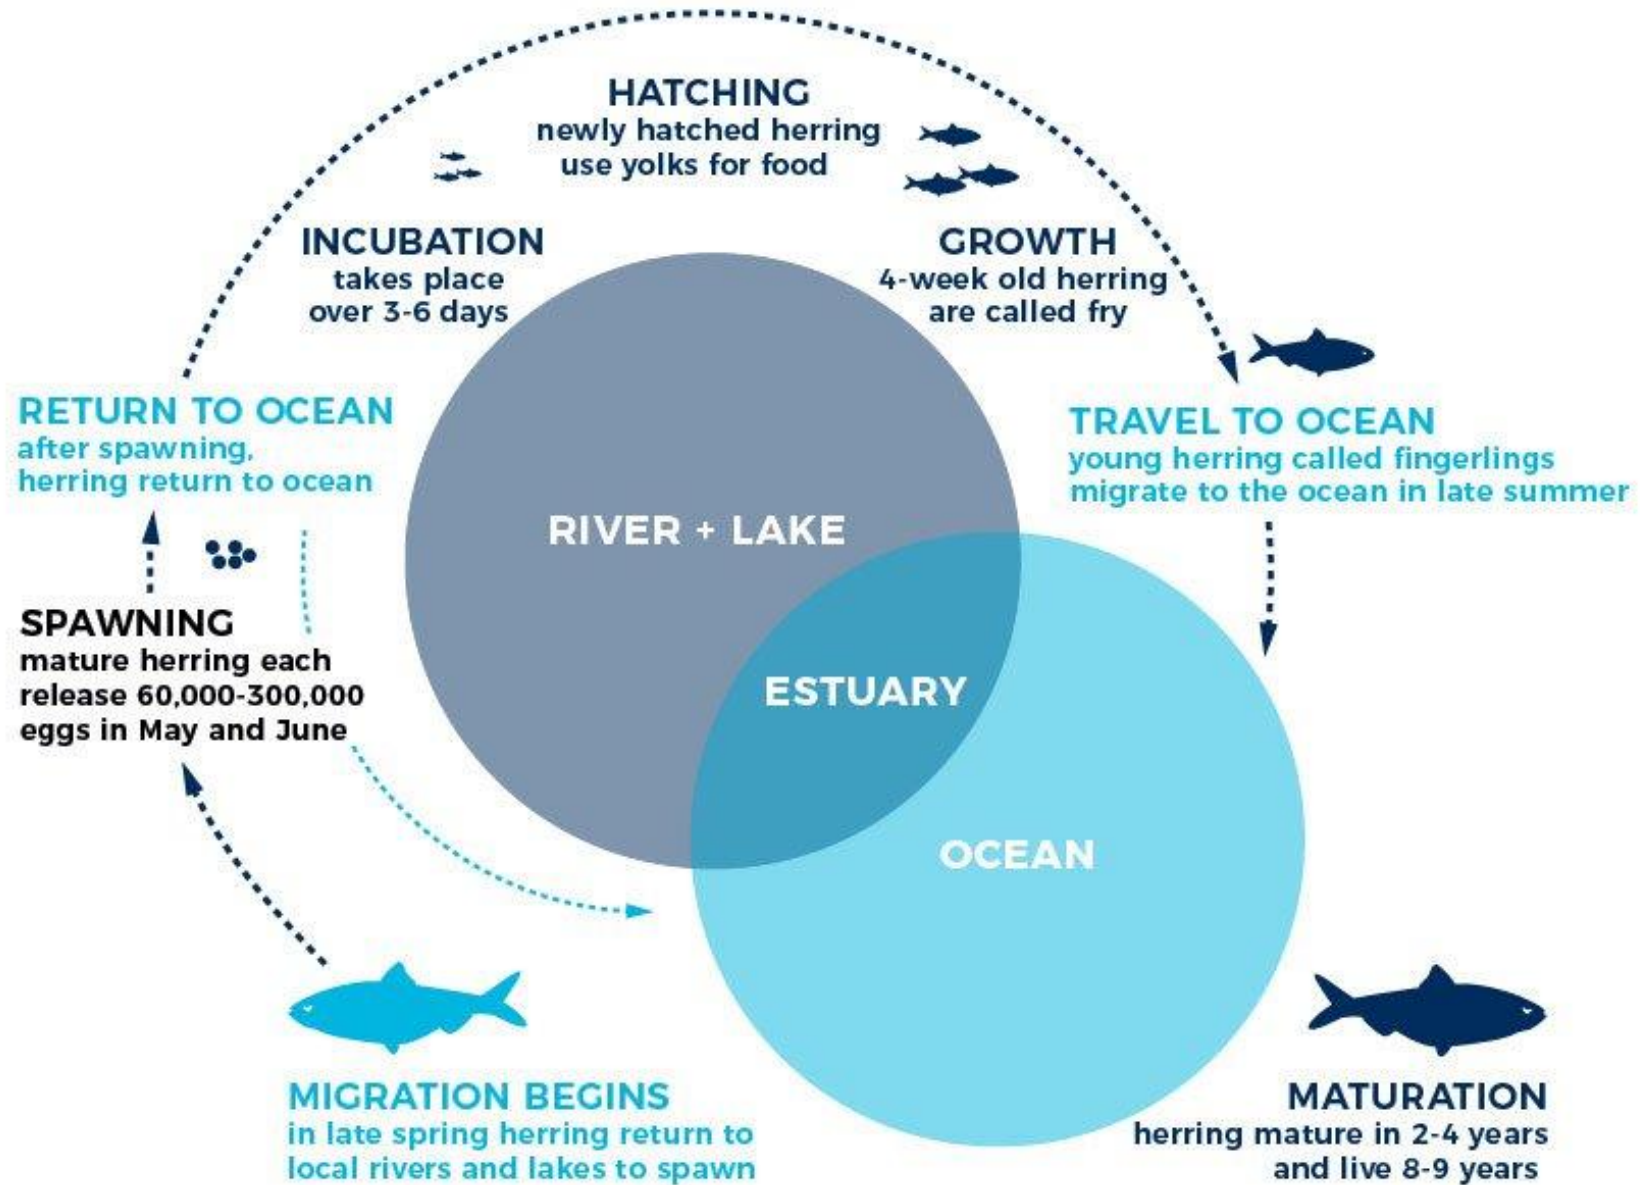 HATCHING
newly hatched herring
use yolks for food
INCUBATION
takes place
over 3-6 days
GROWTH
4-week old herring
are called fry
RETURN TO OCEAN
after spawning,
herring return to ocean
TRAVEL TO OCEAN
young herring called fingerlings
migrate to the ocean in late summer
RIVER + LAKE
SPAWNING
mature herring each
release 60,000-300,000
eggs in May and June
ESTUARY
OCEAN
MIGRATION BEGINS
in late spring herring return to
local rivers and lakes to spawn
MATURATION
herring mature in 2-4 years
and live 8-9 years